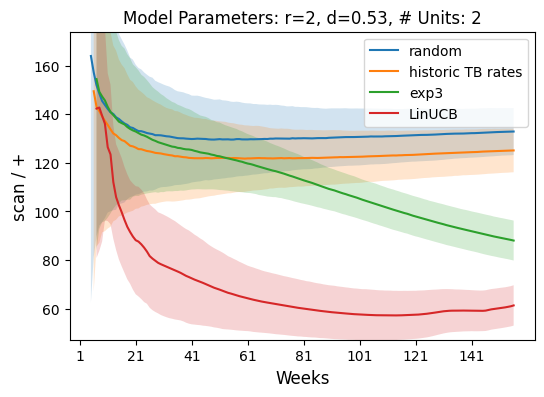 Model Parameters: r=2, d=0.53, # Units: 2
random
historic TB rates
exp3
LinUCB
scan / +
160
140
120
100
80
60
1 21 41 61 81 101 121 141
Weeks